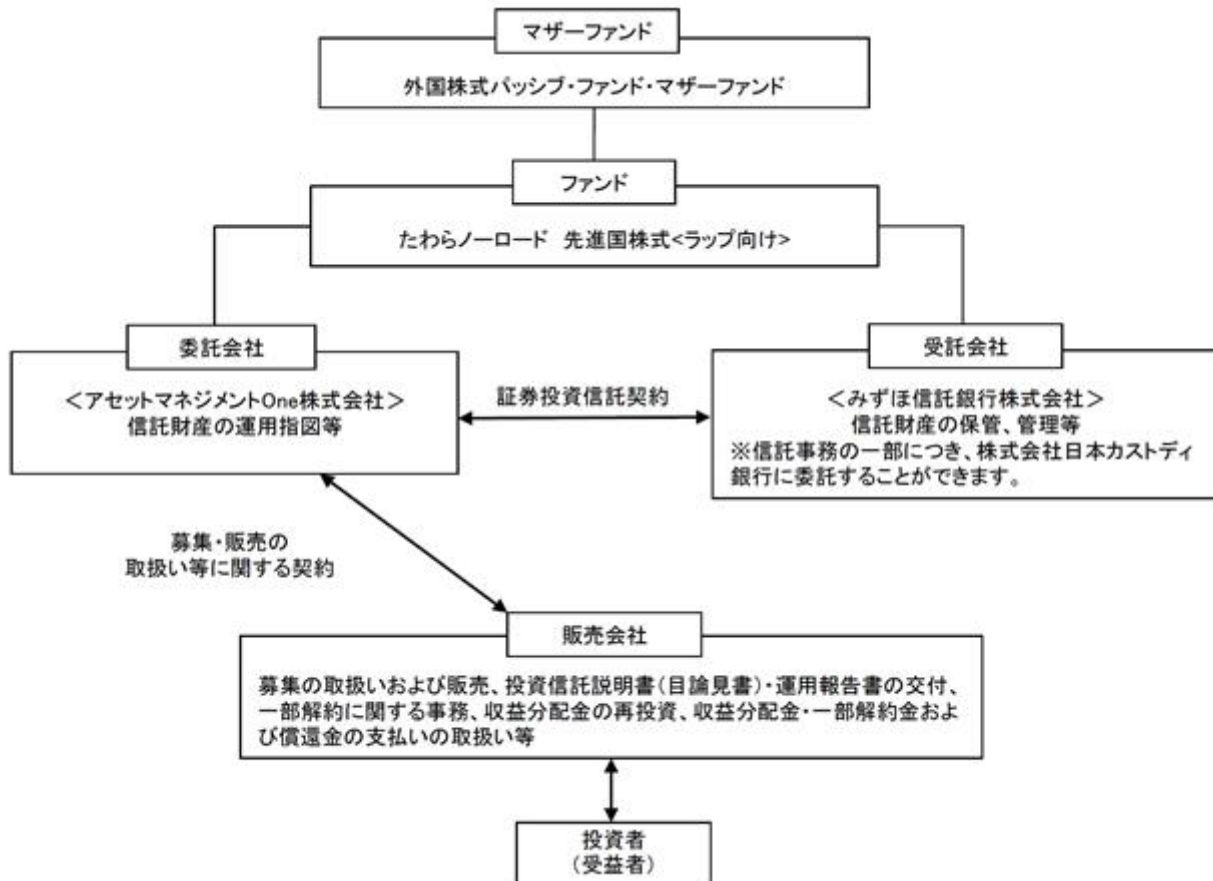 マザーファンド
外国株式パッシブ・ファンド・マザーファンド
ファンド
たわらノーロード 先進国株式<ラップ向け>
委託会社
<アセットマネジメントOne株式会社>
信託財産の運用指図等
証券投資信託契約
受託会社
<みずほ信託銀行株式会社>
信託財産の保管、管理等
※信託事務の一部につき、株式会社日本カストディ
銀行に委託することができます。
募集・販売の
取扱い等に関する契約
販売会社
募集の取扱いおよび販売、投資信託説明書(目論見書)・運用報告書の交付、
一部解約に関する事務、収益分配金の再投資、収益分配金・一部解約金およ
び償還金の支払いの取扱い等
投資者
(受益者)